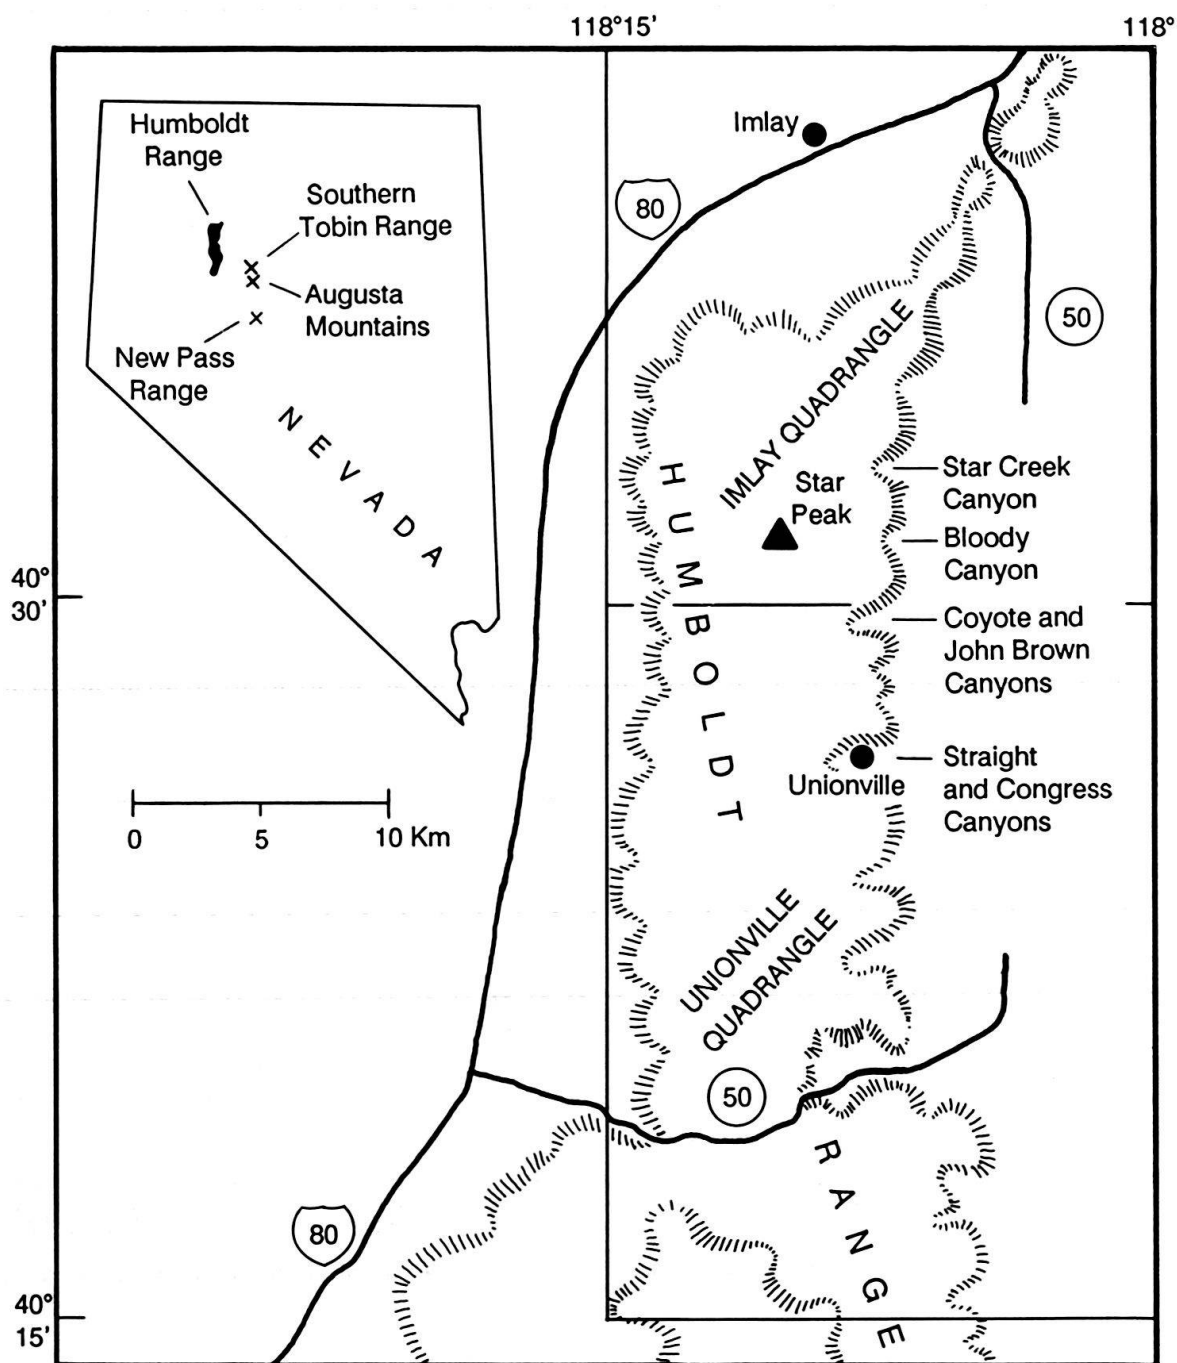 118°15'
118°
Humboldt
Range
Southern
Tobin Range
Augusta
Mountains
New Pass
Range
NEVADA
Imlay
80
50
IMLAY QUADRANGLE
Star
Peak
HUMBOLDT
Star Creek
Canyon
Bloody
Canyon
40°
30'
Coyote and
John Brown
Canyons
Unionville
Straight
and Congress
Canyons
0 5 10 Km
UNIONVILLE
QUADRANGLE
50
RANGE
80
40°
15'